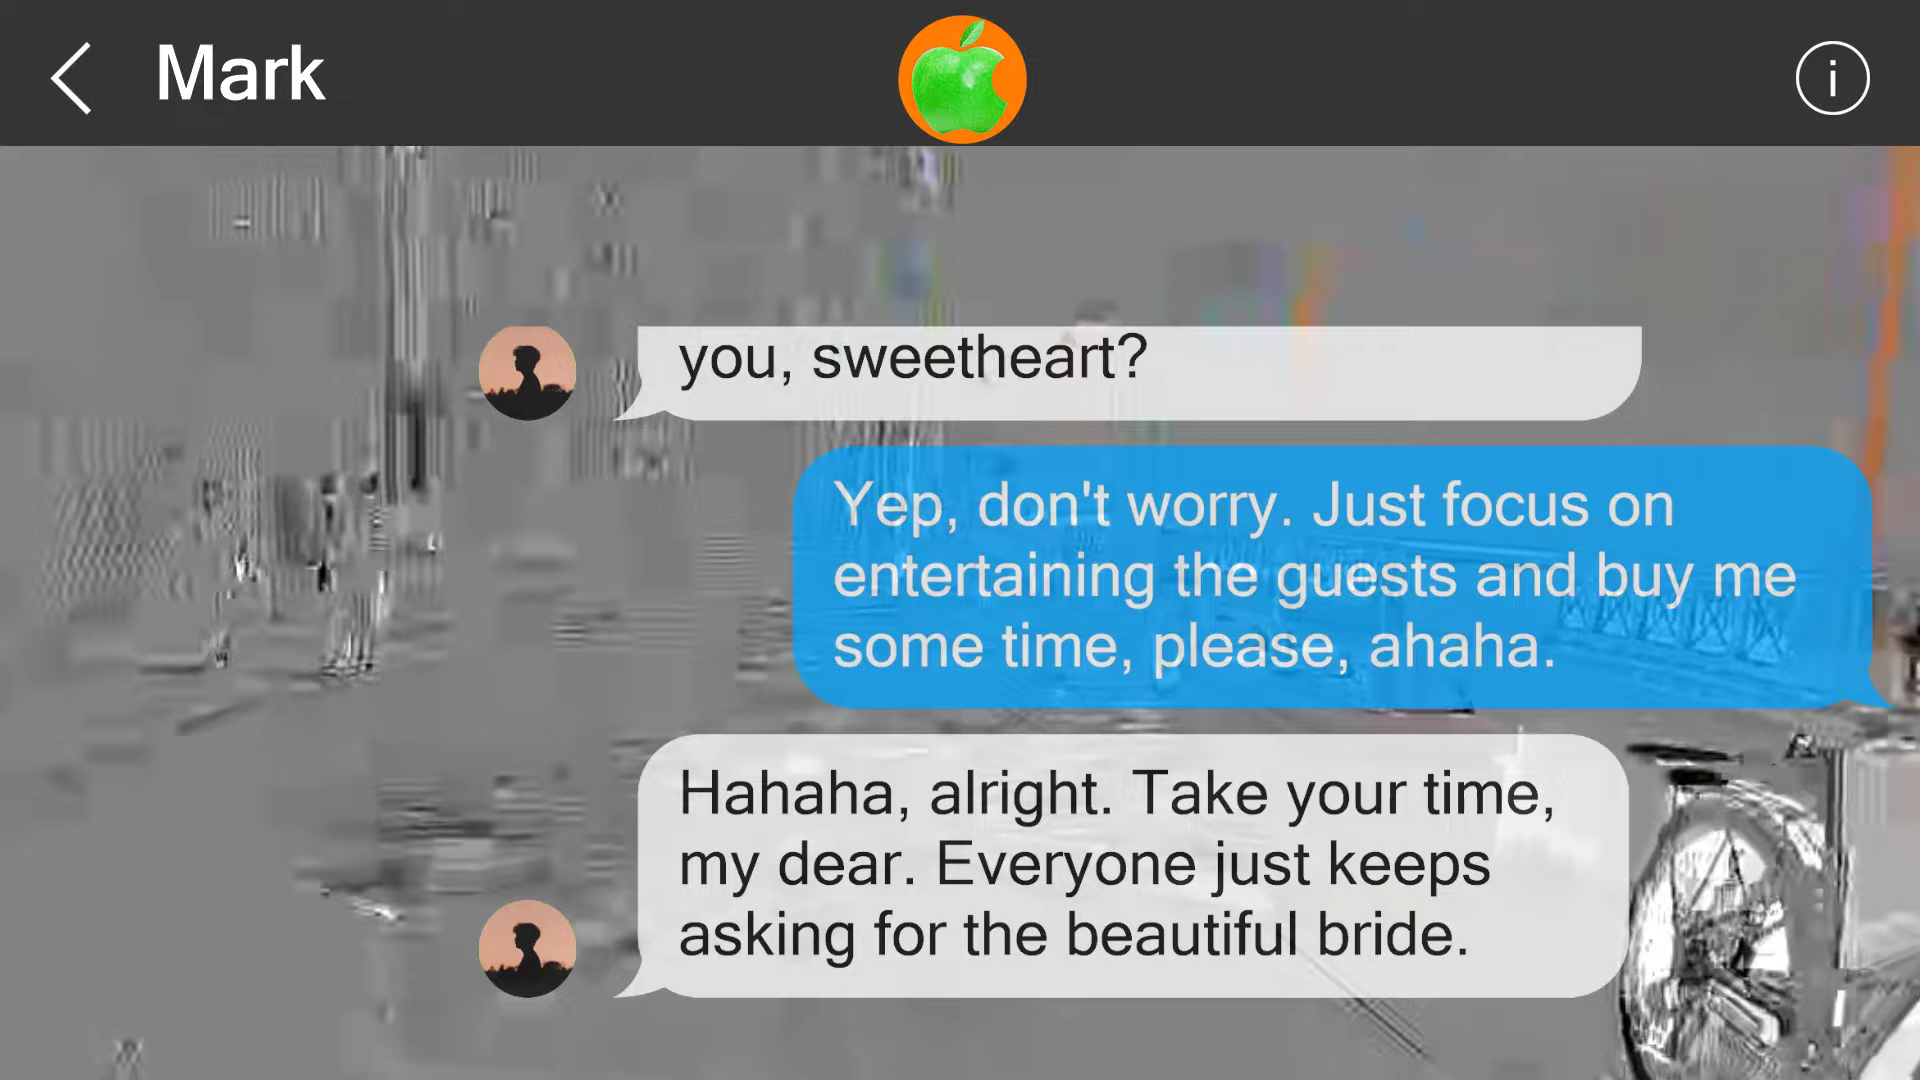 Mark
i
you, sweetheart?
Yep, don't worry. Just focus on
entertaining the guests and buy me
some time, please, ahaha.
Hahaha, alright. Take your time,
my dear. Everyone just keeps
asking for the beautiful bride.